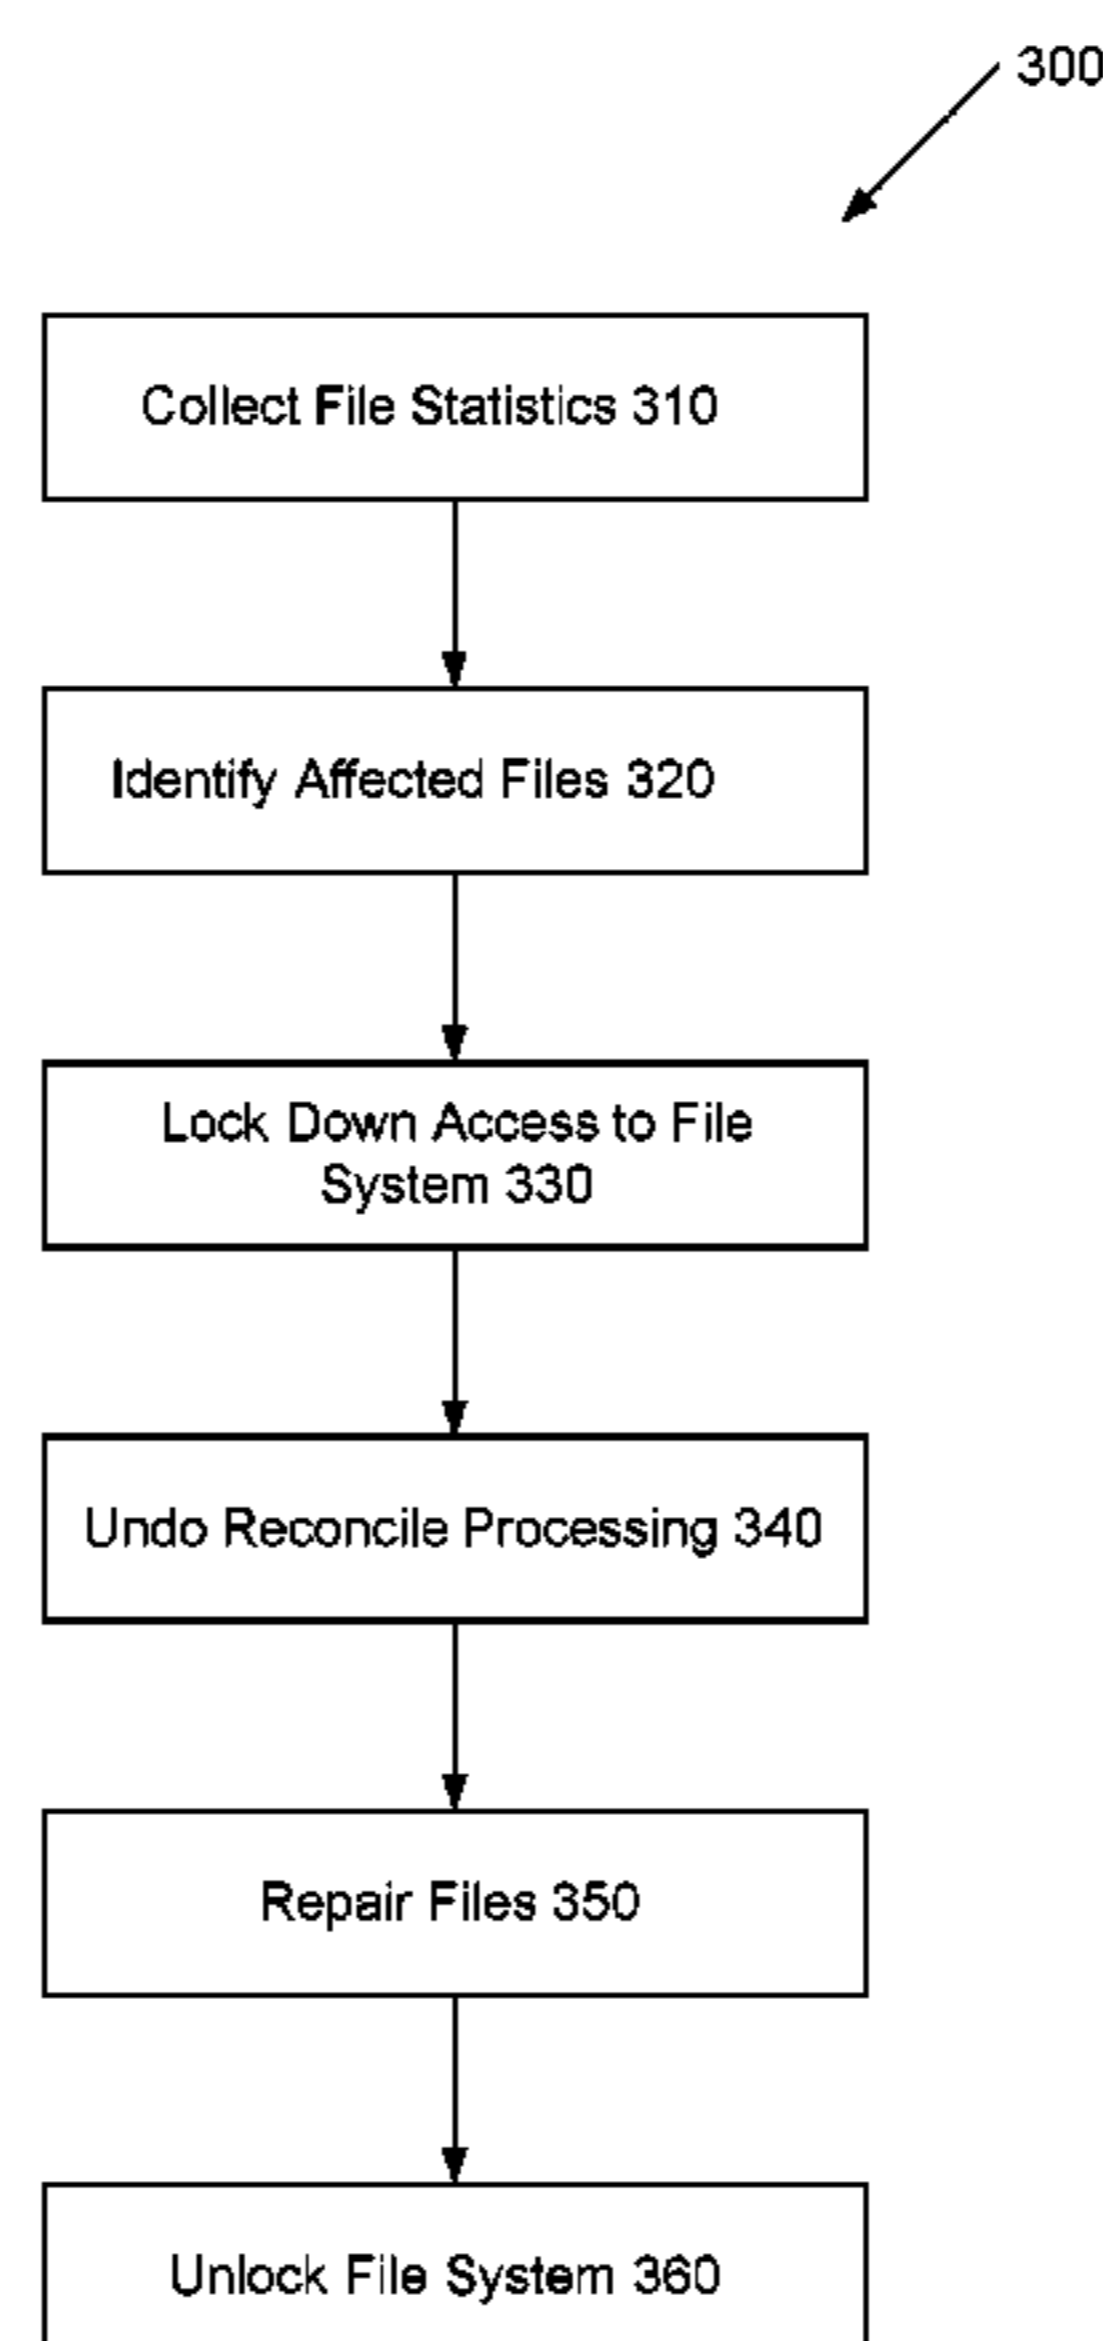 300
Collect File Statistics 310
Identify Affected Files 320
Lock Down Access to File
System 330
Undo Reconcile Processing 340
Repair Files 350
Unlock File System 360